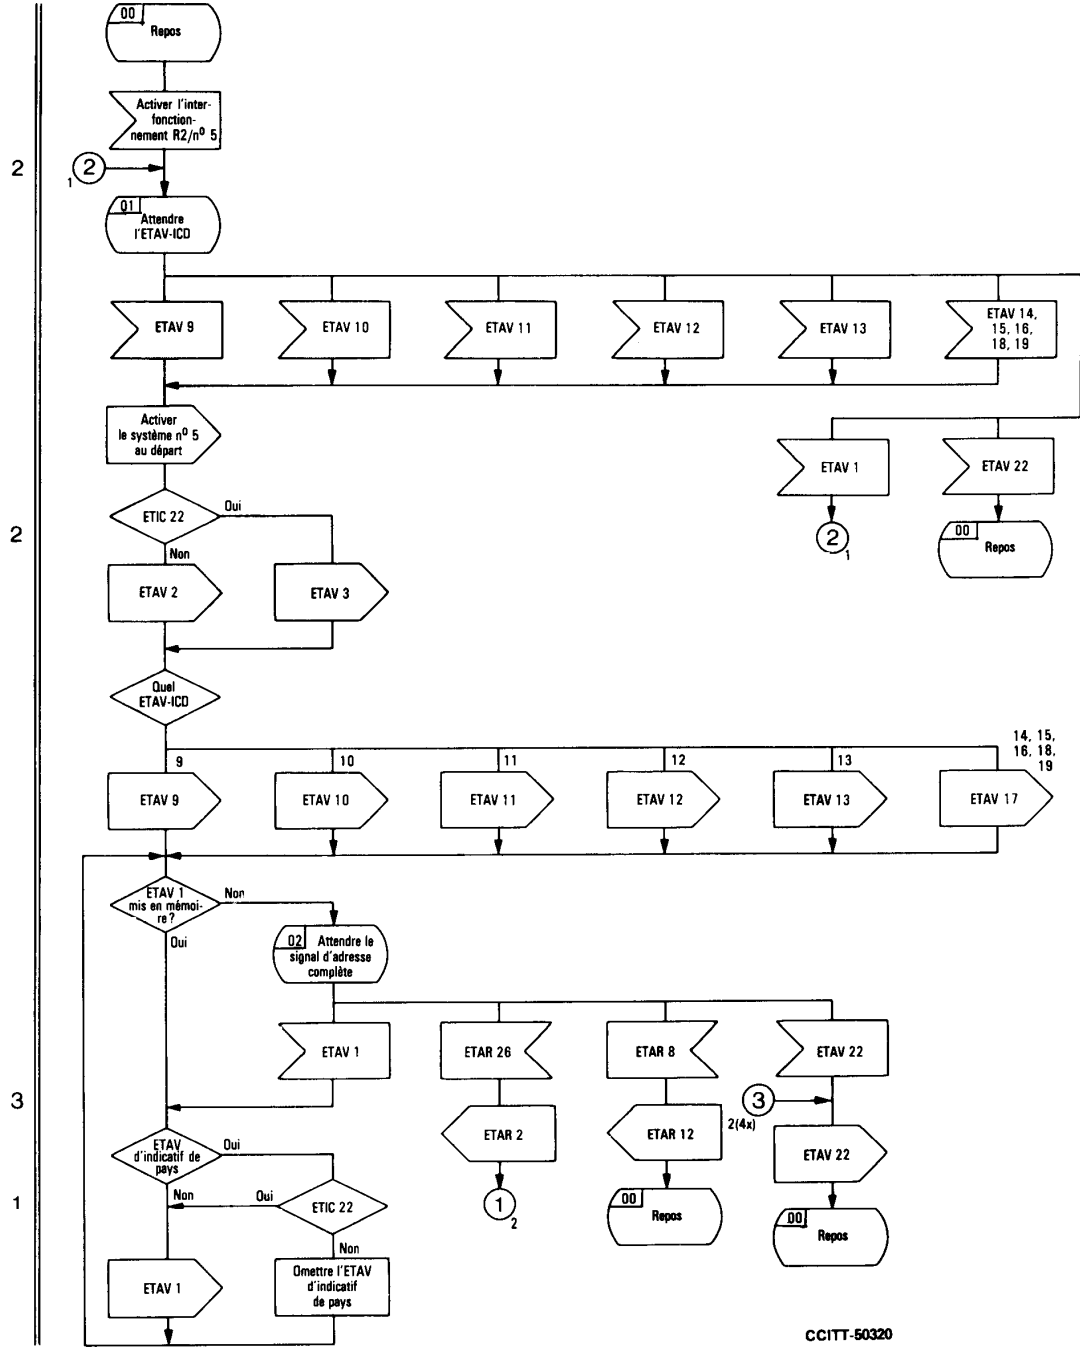 00
Repos
Activer l'inter-
fonction-
nement R2/nº 5
2
2
1
01
Attendre
l'ETAV-ICD
ETAV 9
ETAV 10
ETAV 11
ETAV 12
ETAV 13
ETAV 14,
15, 16,
18, 19
Activer
le système nº 5
au départ
ETAV 1
ETAV 22
2
ETIC 22
Oui
Non
2
1
00
Repos
ETAV 2
ETAV 3
Quel
ETAV-ICD
9
10
11
12
13
14, 15,
16, 18,
19
ETAV 9
ETAV 10
ETAV 11
ETAV 12
ETAV 13
ETAV 17
ETAV 1
mis en mémoi-
re?
Non
Oui
02
Attendre le
signal d'adresse
complète
ETAV 1
ETAR 26
ETAR 8
ETAV 22
3
3
2(4x)
ETAR 2
ETAR 12
ETAV 22
ETAV
d'indicatif de
pays
Oui
Non
1
Oui
ETIC 22
Non
1
2
00
Repos
00
Repos
ETAV 1
Omettre l'ETAV
d'indicatif
de pays
CCITT-50320